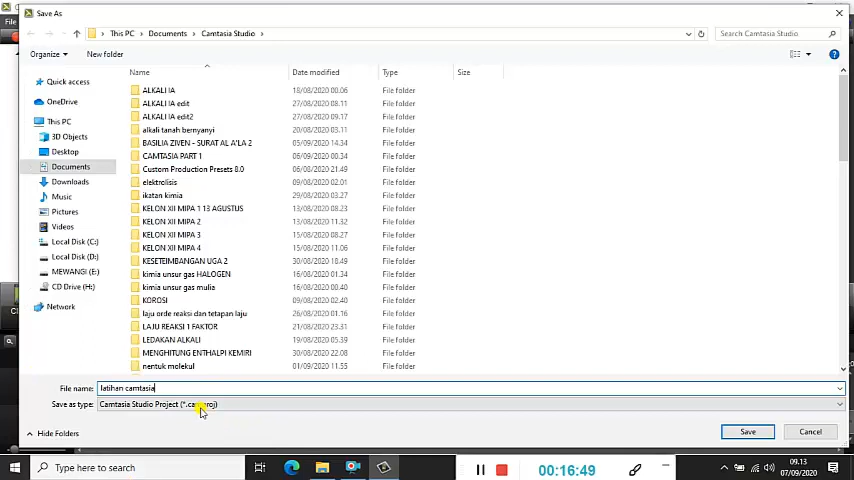 Save As
File
This PC > Documents > Camtasia Studio >
Search Camtasia Studio
Organize
New folder
Name
Date modified
Type
Size
Quick access
OneDrive
This PC
3D Objects
Desktop
Documents
Downloads
Music
Pictures
Videos
Local Disk (C:)
Local Disk (D:)
MEWANGI (E:)
CD Drive (H:)
Network
ALKALI IA 18/08/2020 00.06 File folder
ALKALI IA edit 27/08/2020 08.11 File folder
ALKALI IA edit2 27/08/2020 09.17 File folder
alkali tanah bernyanyi 20/08/2020 03.11 File folder
BASILIA ZIVEN - SURAT AL A'LA 2 05/09/2020 14.34 File folder
CAMTASIA PART 1 06/09/2020 00.34 File folder
Custom Production Presets 8.0 06/08/2020 21.49 File folder
elektrolisis 09/08/2020 02.01 File folder
ikatan kimia 29/08/2020 03.27 File folder
KELON XII MIPA 1 13 AGUSTUS 13/08/2020 08.23 File folder
KELON XII MIPA 2 13/08/2020 11.32 File folder
KELON XII MIPA 3 15/08/2020 08.27 File folder
KELON XII MIPA 4 15/08/2020 11.06 File folder
KESETEIMBANGAN UGA 2 30/08/2020 18.49 File folder
kimia unsur gas HALOGEN 16/08/2020 01.34 File folder
kimia unsur gas mulia 16/08/2020 00.40 File folder
KOROSI 09/08/2020 02.40 File folder
laju orde reaksi dan tetapan laju 26/08/2020 01.16 File folder
LAJU REAKSI 1 FAKTOR 21/08/2020 23.31 File folder
LEDAKAN ALKALI 19/08/2020 05.39 File folder
MENGHITUNG ENTHALPI KEMIRI 30/08/2020 22.08 File folder
nentuk molekul 01/09/2020 11.55 File folder
File name: latihan camtasia
Save as type: Camtasia Studio Project (*.camproj)
Hide Folders
Save
Cancel
Type here to search
00:16:49
09.13
07/09/2020